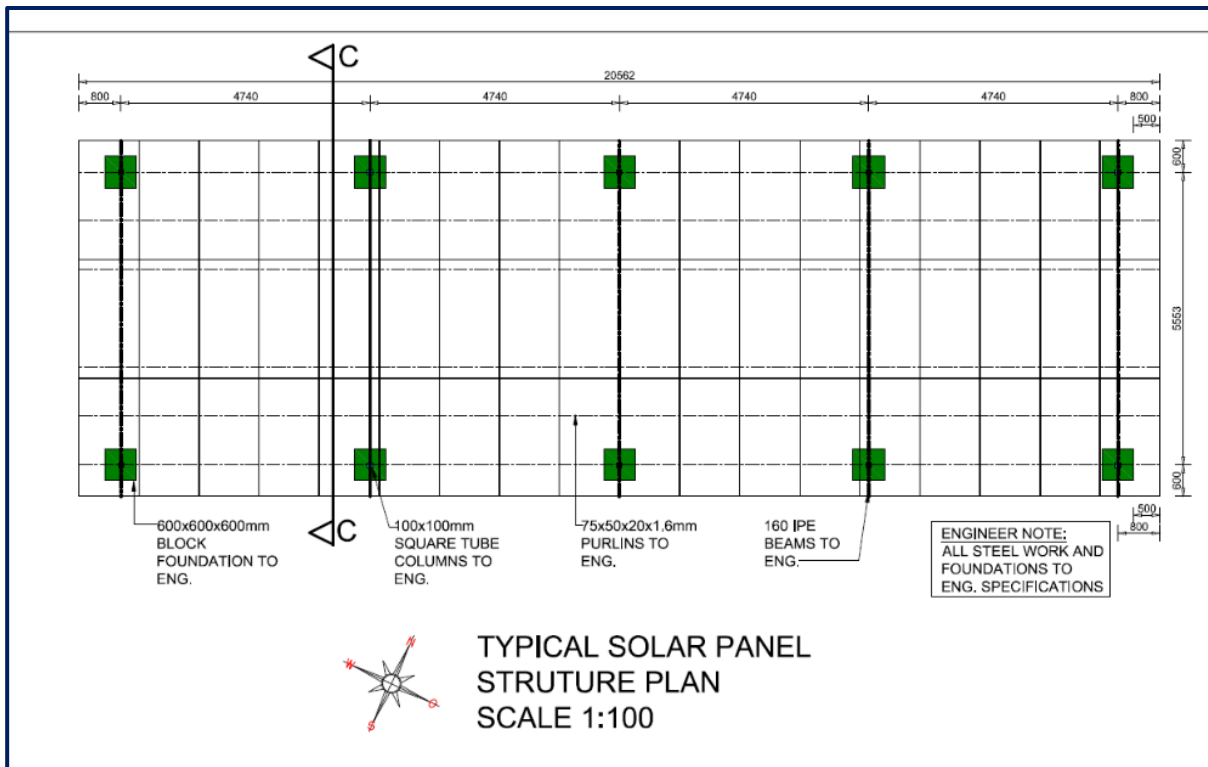 C
20562
800
4740
4740
4740
4740
800
500
600
5553
600
500
800
C
600x600x600mm
BLOCK
FOUNDATION TO
ENG.
100x100mm
SQUARE TUBE
COLUMNS TO
ENG.
75x50x20x1,6mm
PURLINS TO
ENG.
160 IPE
BEAMS TO
ENG.
ENGINEER NOTE:
ALL STEEL WORK AND
FOUNDATIONS TO
ENG. SPECIFICATIONS
N
W
O
S
TYPICAL SOLAR PANEL
STRUTURE PLAN
SCALE 1:100